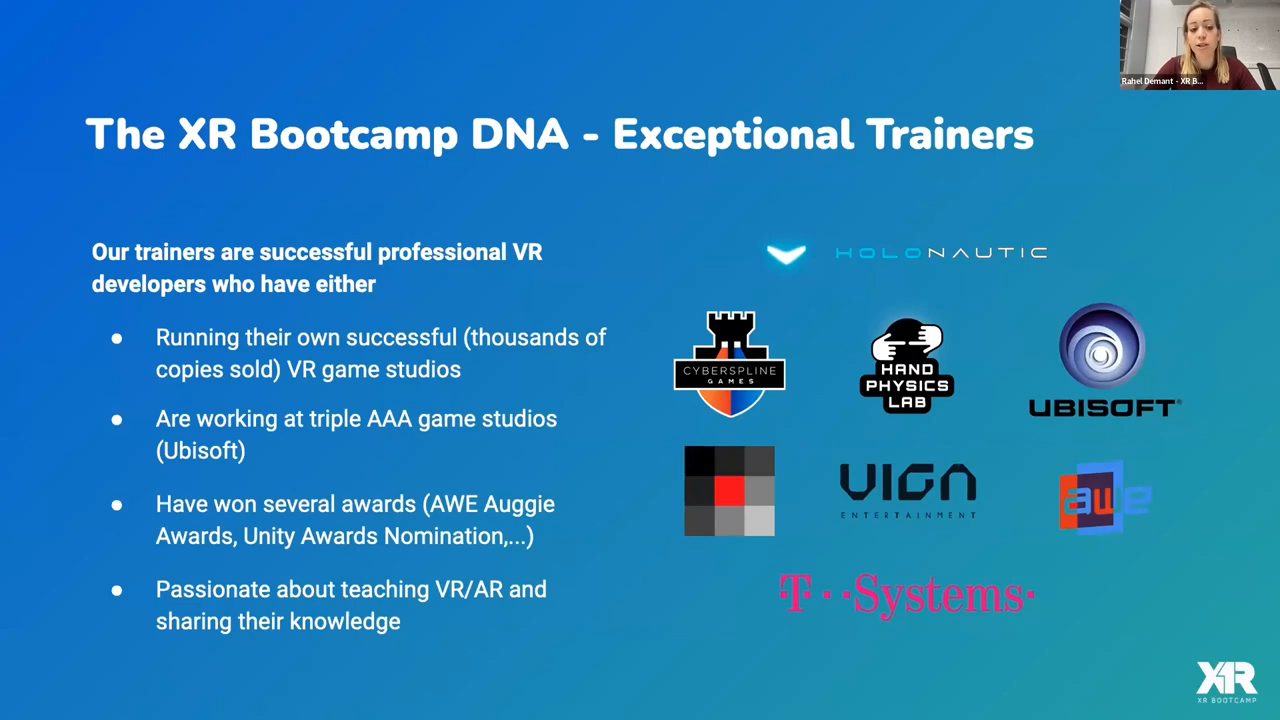 Rahel Demant - XR B...
The XR Bootcamp DNA - Exceptional Trainers
Our trainers are successful professional VR
developers who have either
● Running their own successful (thousands of
copies sold) VR game studios
● Are working at triple AAA game studios
(Ubisoft)
● Have won several awards (AWE Auggie
Awards, Unity Awards Nomination,...)
● Passionate about teaching VR/AR and
sharing their knowledge
HOLONAUTIC
CYBERSPLINE
GAMES
HAND
PHYSICS
LAB
UBISOFT®
VIGA
ENTERTAINMENT
awe
T··Systems·
XR
XR BOOTCAMP